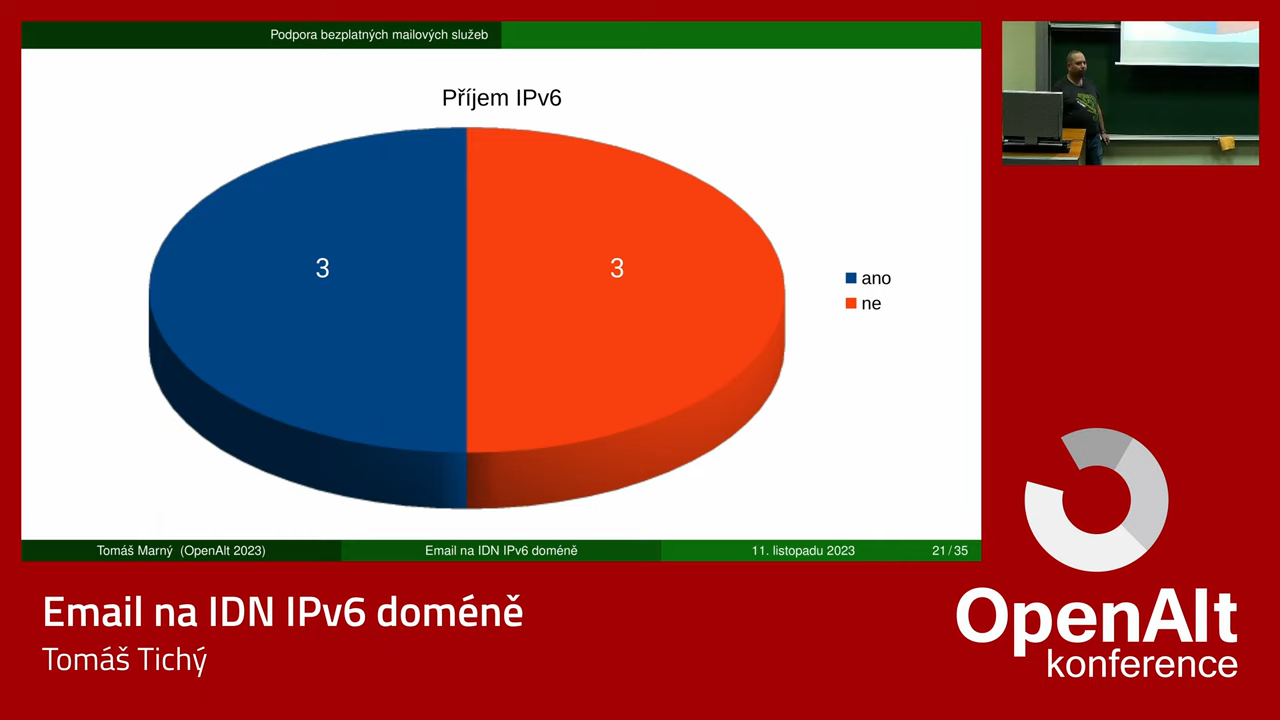 Podpora bezplatných mailových služeb
Příjem IPv6
3
3
ano
ne
Tomáš Marný (OpenAlt 2023)
Email na IDN IPv6 doméně
11. listopadu 2023
21 / 35
Email na IDN IPv6 doméně
Tomáš Tichý
OpenAlt
konference